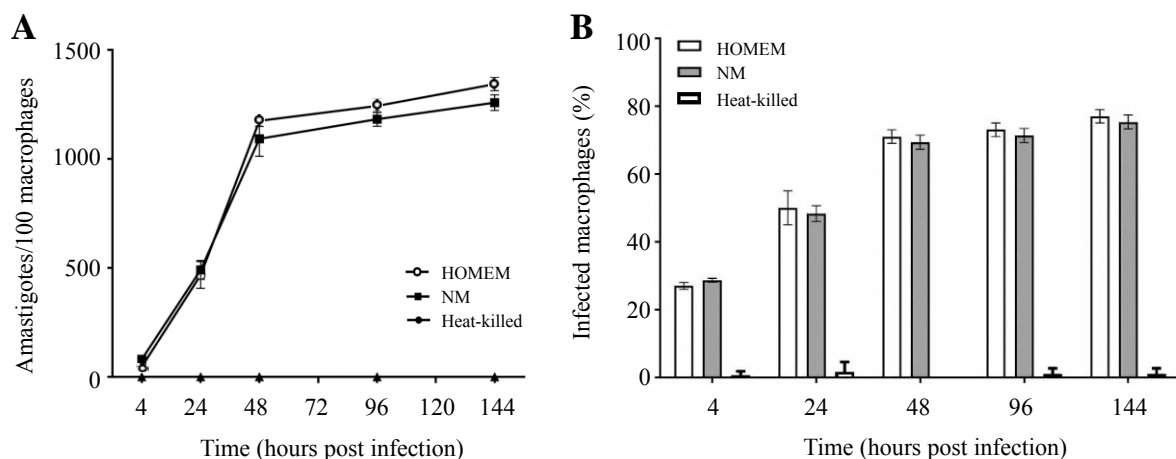 A
Amastigotes/100 macrophages
1500
1000
500
0
HOMEM
NM
Heat-killed
4 24 48 72 96 120 144
Time (hours post infection)
B
Infected macrophages (%)
100
80
60
40
20
0
HOMEM
NM
Heat-killed
4 24 48 96 144
Time (hours post infection)